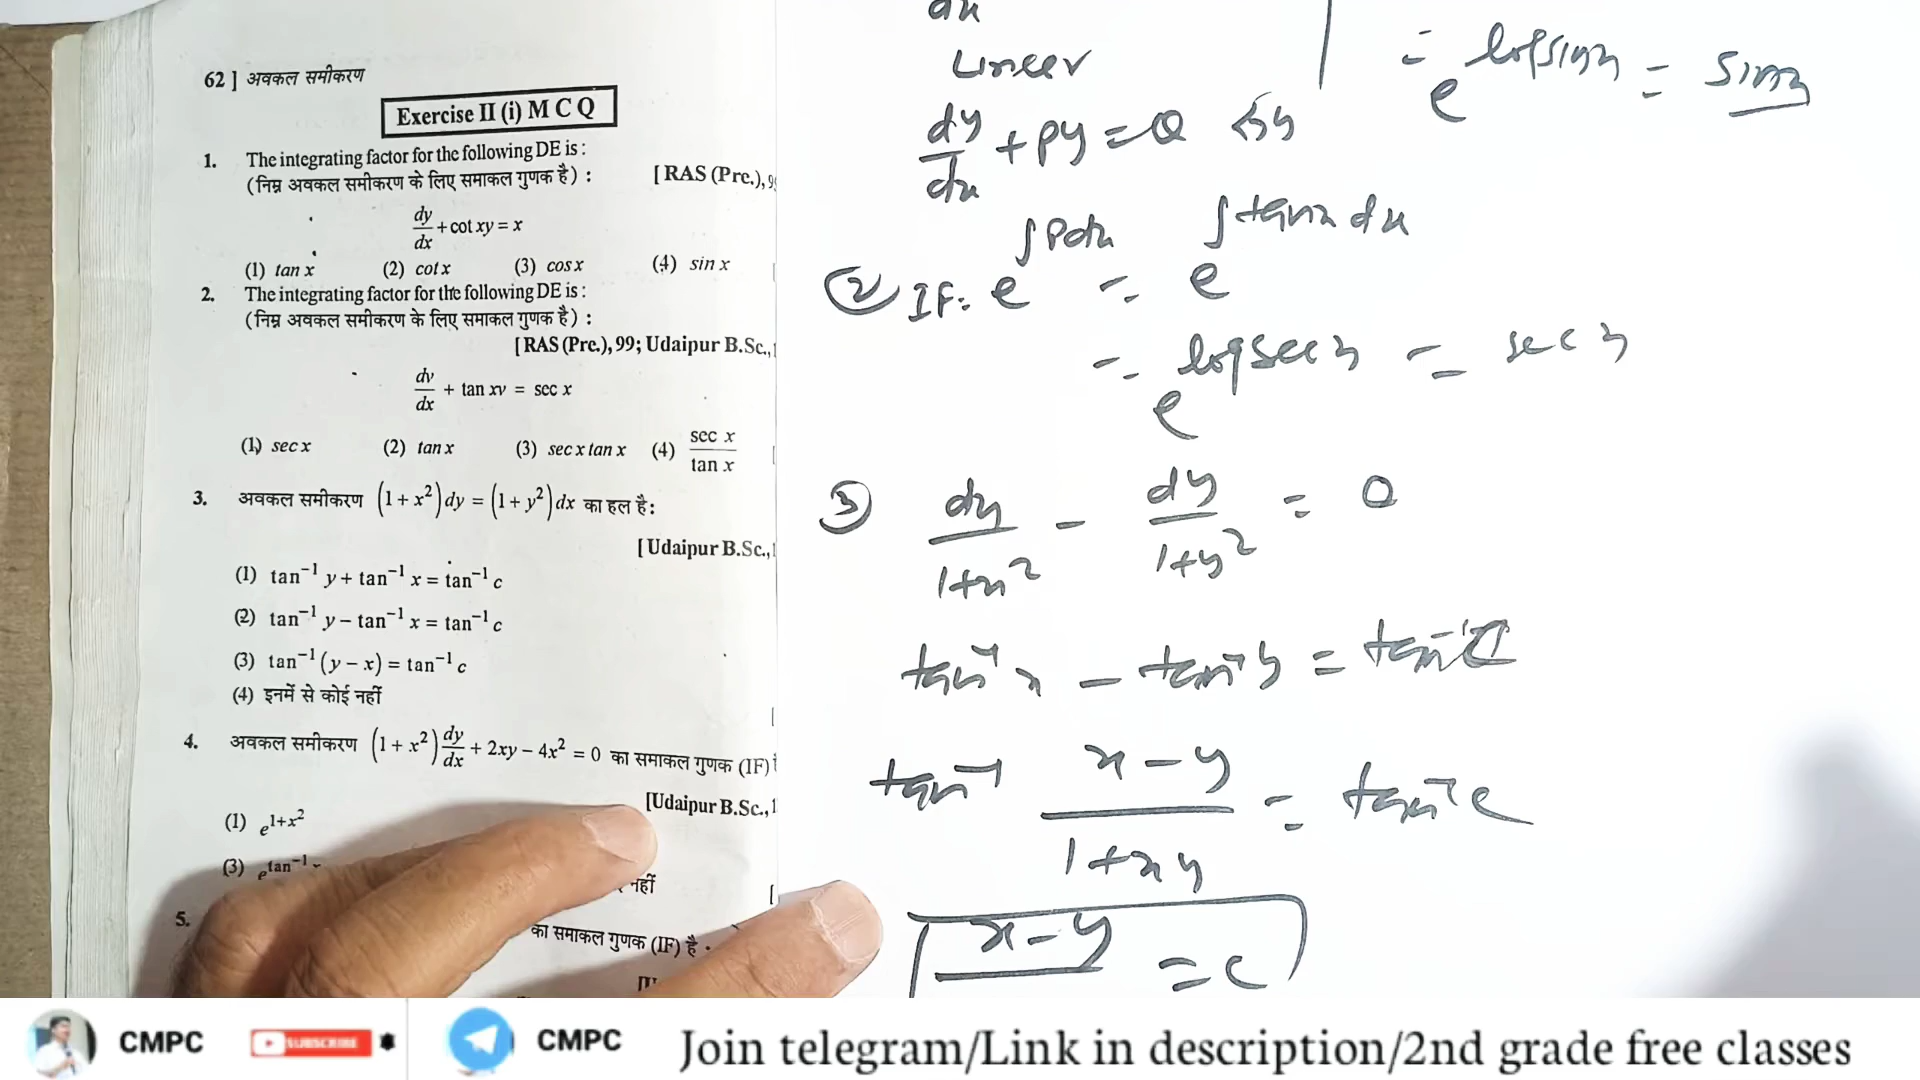 62 ] अवकल समीकरण
Exercise II (i) M C Q
1. The integrating factor for the following DE is :
(निम्न अवकल समीकरण के लिए समाकल गुणक है) :
[ RAS (Pre.), 99
dy/dx + cot xy = x
(1) tan x (2) cot x (3) cos x (4) sin x
2. The integrating factor for the following DE is :
(निम्न अवकल समीकरण के लिए समाकल गुणक है) :
[ RAS (Pre.), 99; Udaipur B.Sc.,
dy/dx + tan xy = sec x
(1) sec x (2) tan x (3) sec x tan x (4) sec x/tan x
3. अवकल समीकरण (1 + x²) dy = (1 + y²) dx का हल है :
[ Udaipur B.Sc.,
(1) tan⁻¹ y + tan⁻¹ x = tan⁻¹ c
(2) tan⁻¹ y – tan⁻¹ x = tan⁻¹ c
(3) tan⁻¹ (y – x) = tan⁻¹ c
(4) इनमें से कोई नहीं
4. अवकल समीकरण (1 + x²) dy/dx + 2xy – 4x² = 0 का समाकल गुणक (IF)
[Udaipur B.Sc.,
(1) e^(1+x²)
(3) e^(tan⁻¹
नहीं
5.
का समाकल गुणक (IF) है
dx
Linear
dy/dx + Py = Q
= e^(log sin x) = sin x
(2) IF = e^(∫Pdx) = e^(∫tan x dx)
= e^(log sec x) = sec x
(3) dx/(1+x²) - dy/(1+y²) = 0
tan⁻¹ x - tan⁻¹ y = tan⁻¹ C
tan⁻¹ (x - y)/(1 + xy) = tan⁻¹ c
x - y = c
CMPC SUBSCRIBE CMPC Join telegram/Link in description/2nd grade free classes